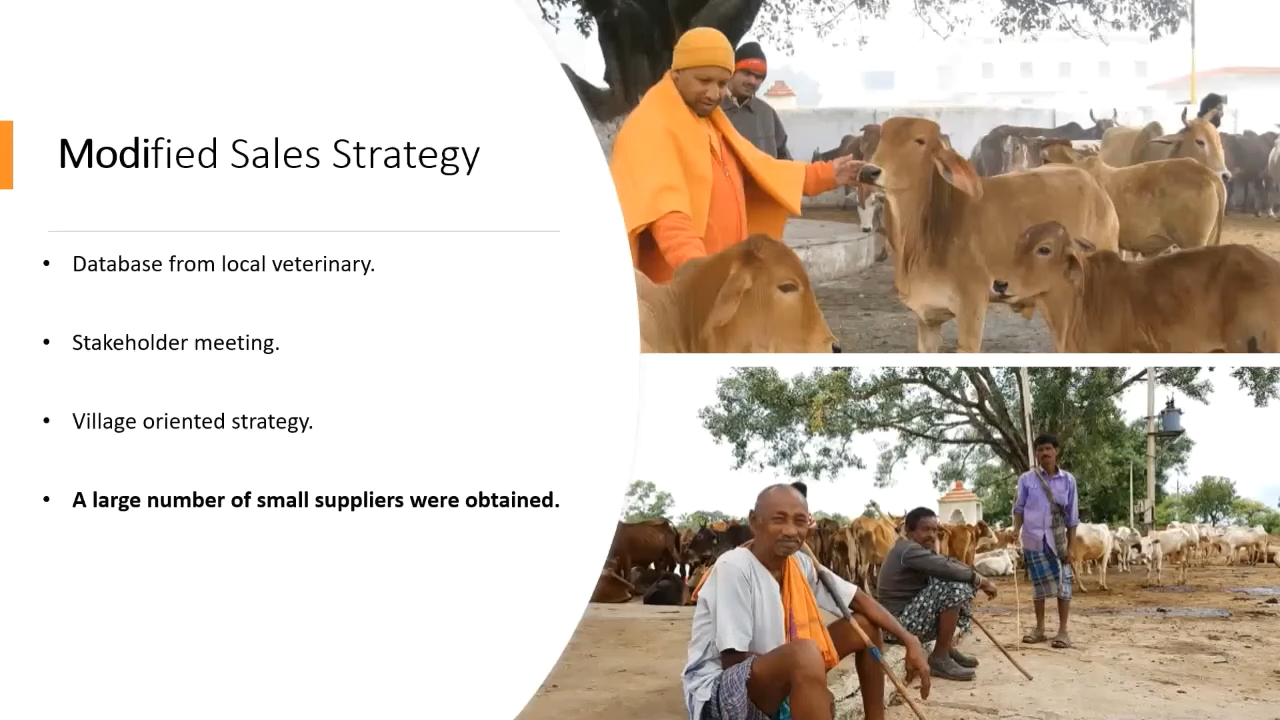 Modified Sales Strategy
• Database from local veterinary.
• Stakeholder meeting.
• Village oriented strategy.
• A large number of small suppliers were obtained.